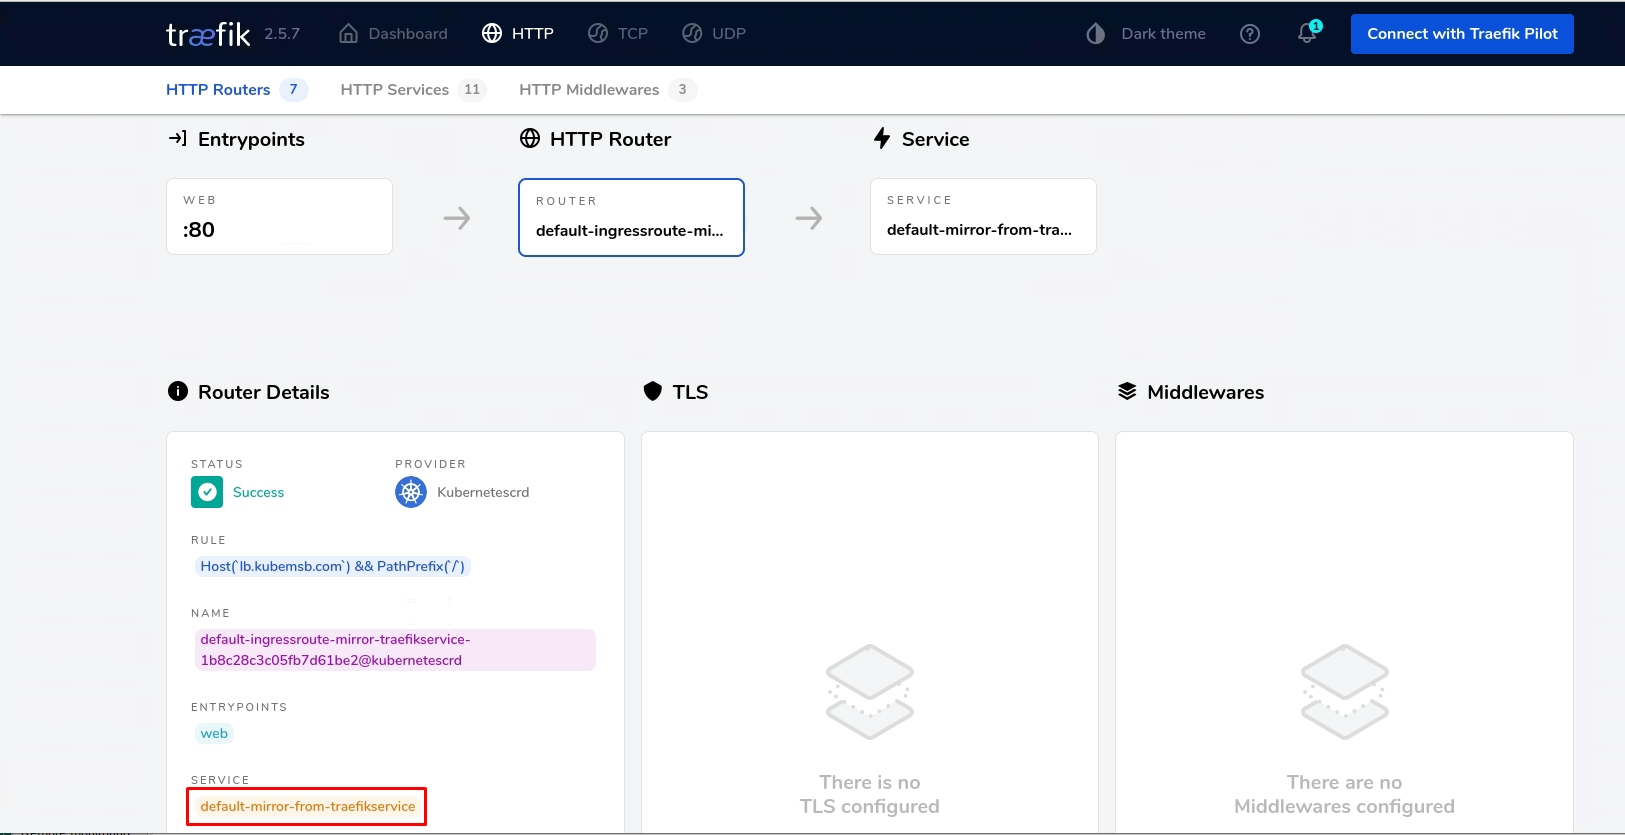 træfik 2.5.7 Dashboard HTTP TCP UDP Dark theme 1 Connect with Traefik Pilot
HTTP Routers 7 HTTP Services 11 HTTP Middlewares 3
Entrypoints HTTP Router Service
WEB
:80
ROUTER
default-ingressroute-mi...
SERVICE
default-mirror-from-tra...
Router Details
STATUS
Success
PROVIDER
Kubernetescrd
RULE
Host(`lb.kubemsb.com`) && PathPrefix(`/`)
NAME
default-ingressroute-mirror-traefikservice-
1b8c28c3c05fb7d61be2@kubernetescrd
ENTRYPOINTS
web
SERVICE
default-mirror-from-traefikservice
TLS
There is no
TLS configured
Middlewares
There are no
Middlewares configured